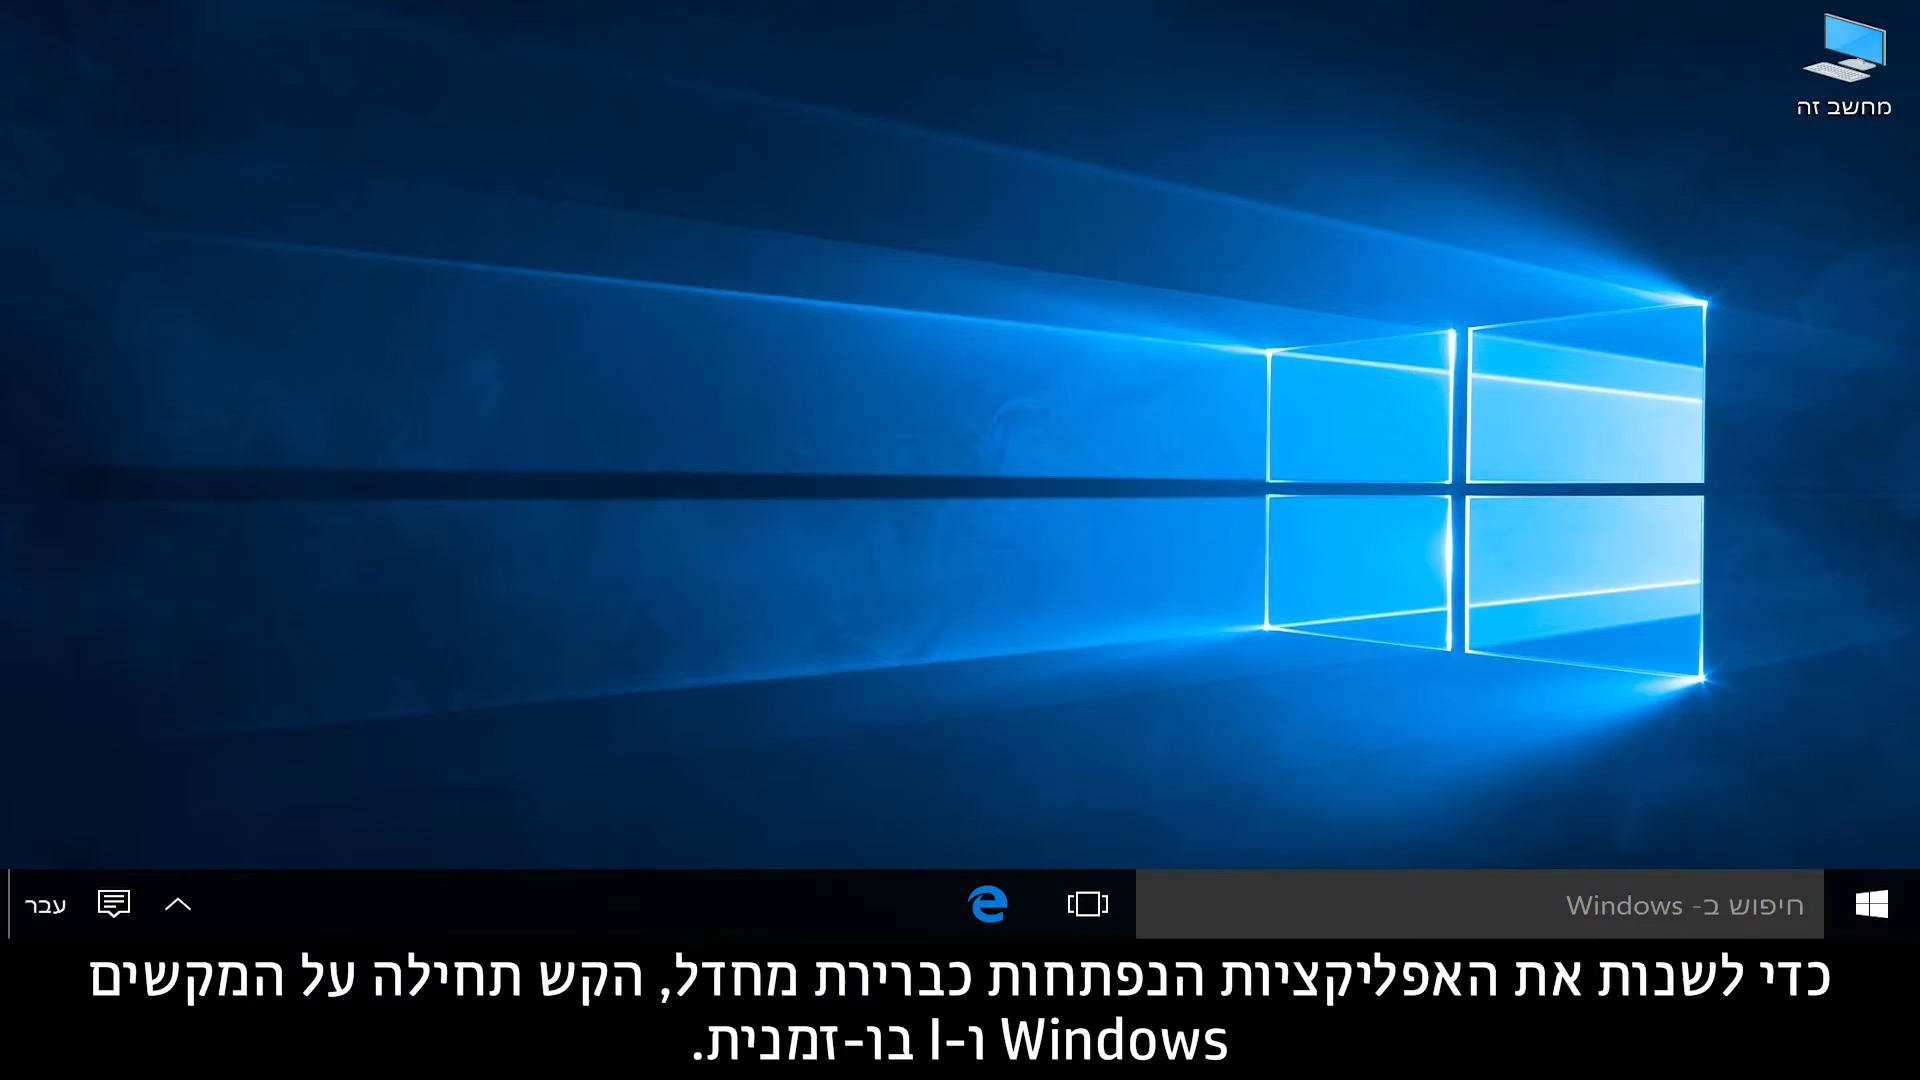 מחשב זה
חיפוש ב- Windows
עבר
כדי לשנות את האפליקציות הנפתחות כברירת מחדל, הקש תחילה על המקשים
Windows ו-I בו-זמנית.